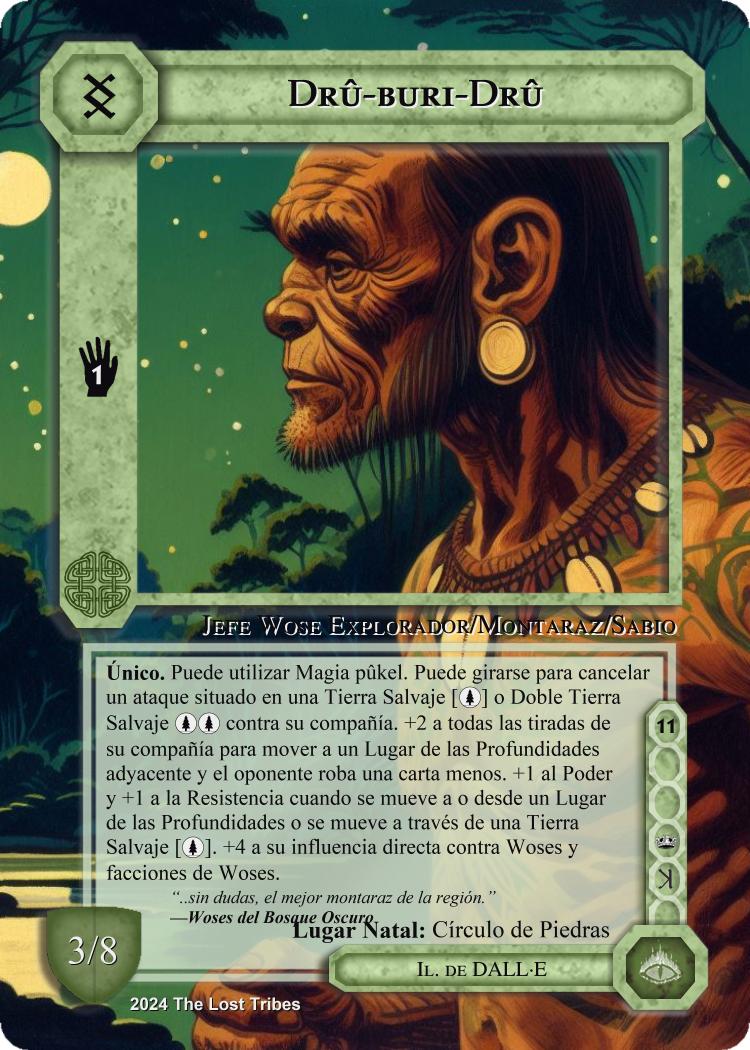 Drû-buri-Drû
1
Jefe Wose Explorador/Montaraz/Sabio
Único. Puede utilizar Magia pûkel. Puede girarse para cancelar
un ataque situado en una Tierra Salvaje [ ] o Doble Tierra
Salvaje contra su compañía. +2 a todas las tiradas de
su compañía para mover a un Lugar de las Profundidades
adyacente y el oponente roba una carta menos. +1 al Poder
y +1 a la Resistencia cuando se mueve a o desde un Lugar
de las Profundidades o se mueve a través de una Tierra
Salvaje [ ]. +4 a su influencia directa contra Woses y
facciones de Woses.
11
“..sin dudas, el mejor montaraz de la región.”
—Woses del Bosque Oscuro.
Lugar Natal: Círculo de Piedras
3/8
Il. de DALL·E
2024 The Lost Tribes